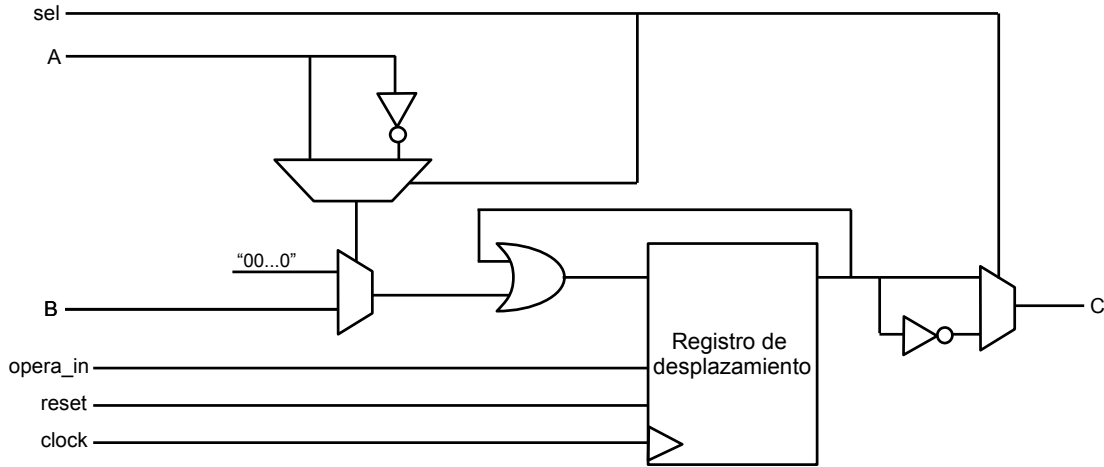 sel
A
“00...0”
B
C
Registro de
desplazamiento
opera_in
reset
clock